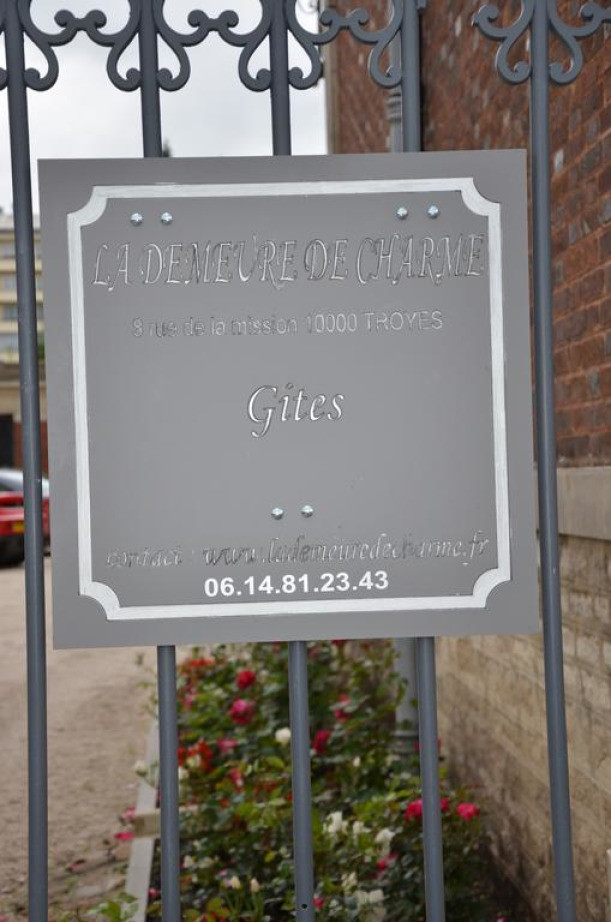 LA DEMEURE DE CHARME
8 rue de la mission 10000 TROYES
Gîtes
contact : www.lademeuredecharme.fr
06.14.81.23.43